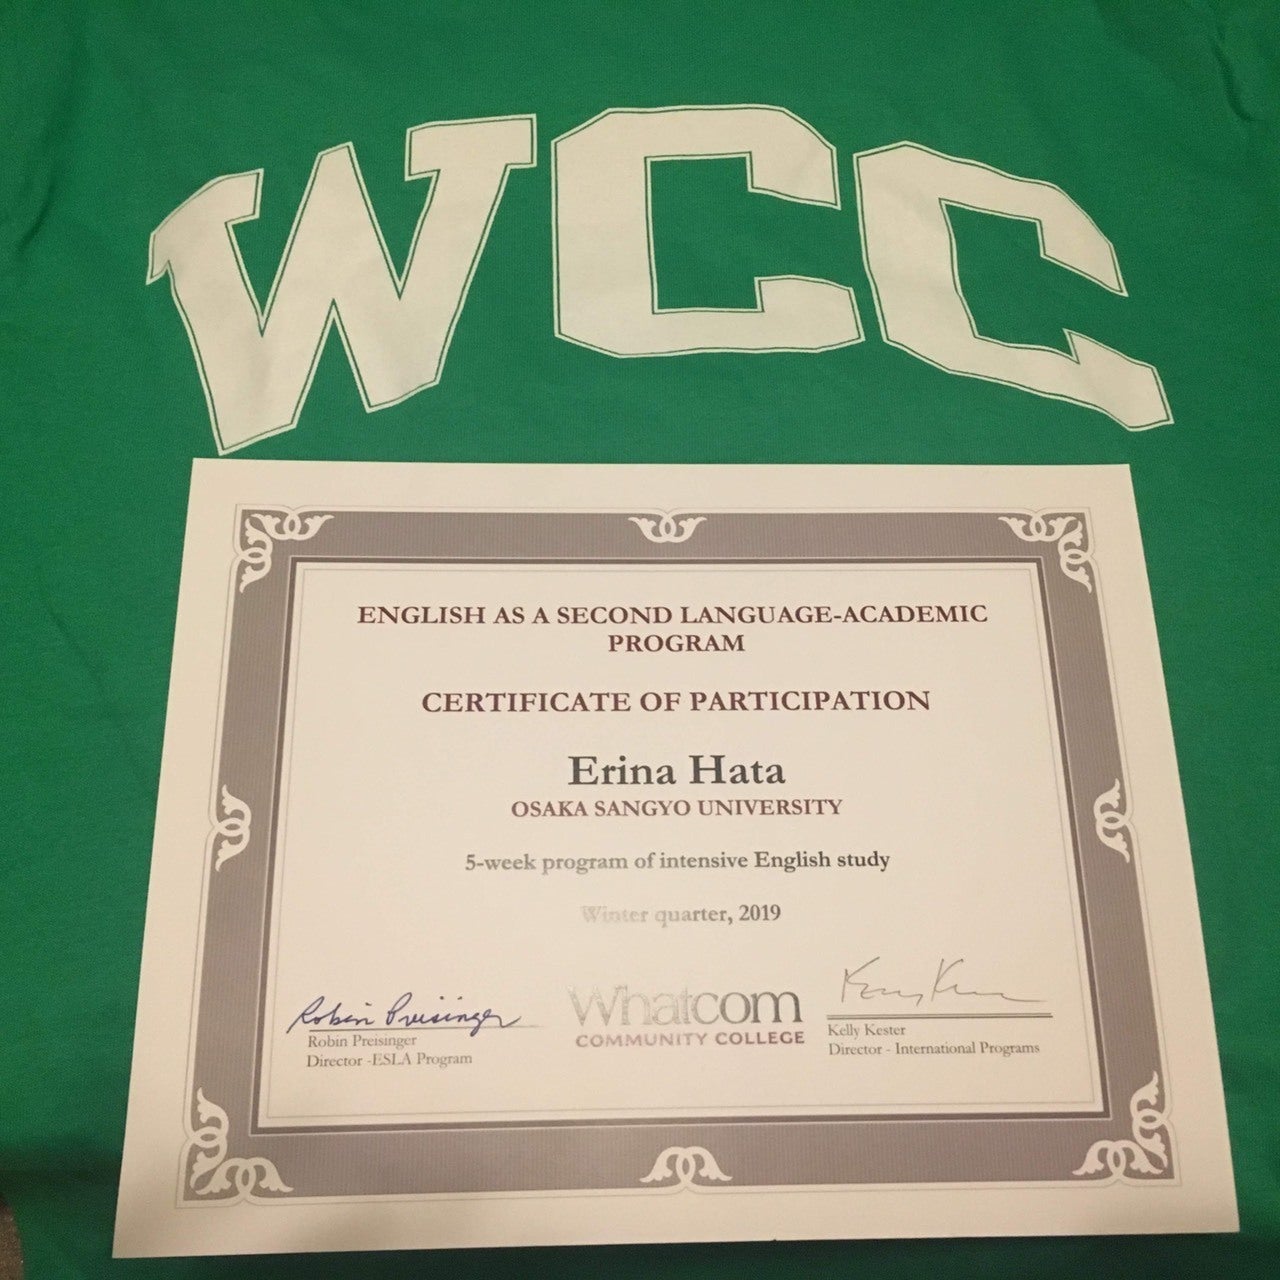 WCC
ENGLISH AS A SECOND LANGUAGE-ACADEMIC
PROGRAM
CERTIFICATE OF PARTICIPATION
Erina Hata
OSAKA SANGYO UNIVERSITY
5-week program of intensive English study
Winter quarter, 2019
Robin Preisinger
Robin Preisinger
Director -ESLA Program
Whatcom
COMMUNITY COLLEGE
Kelly Kester
Director - International Programs